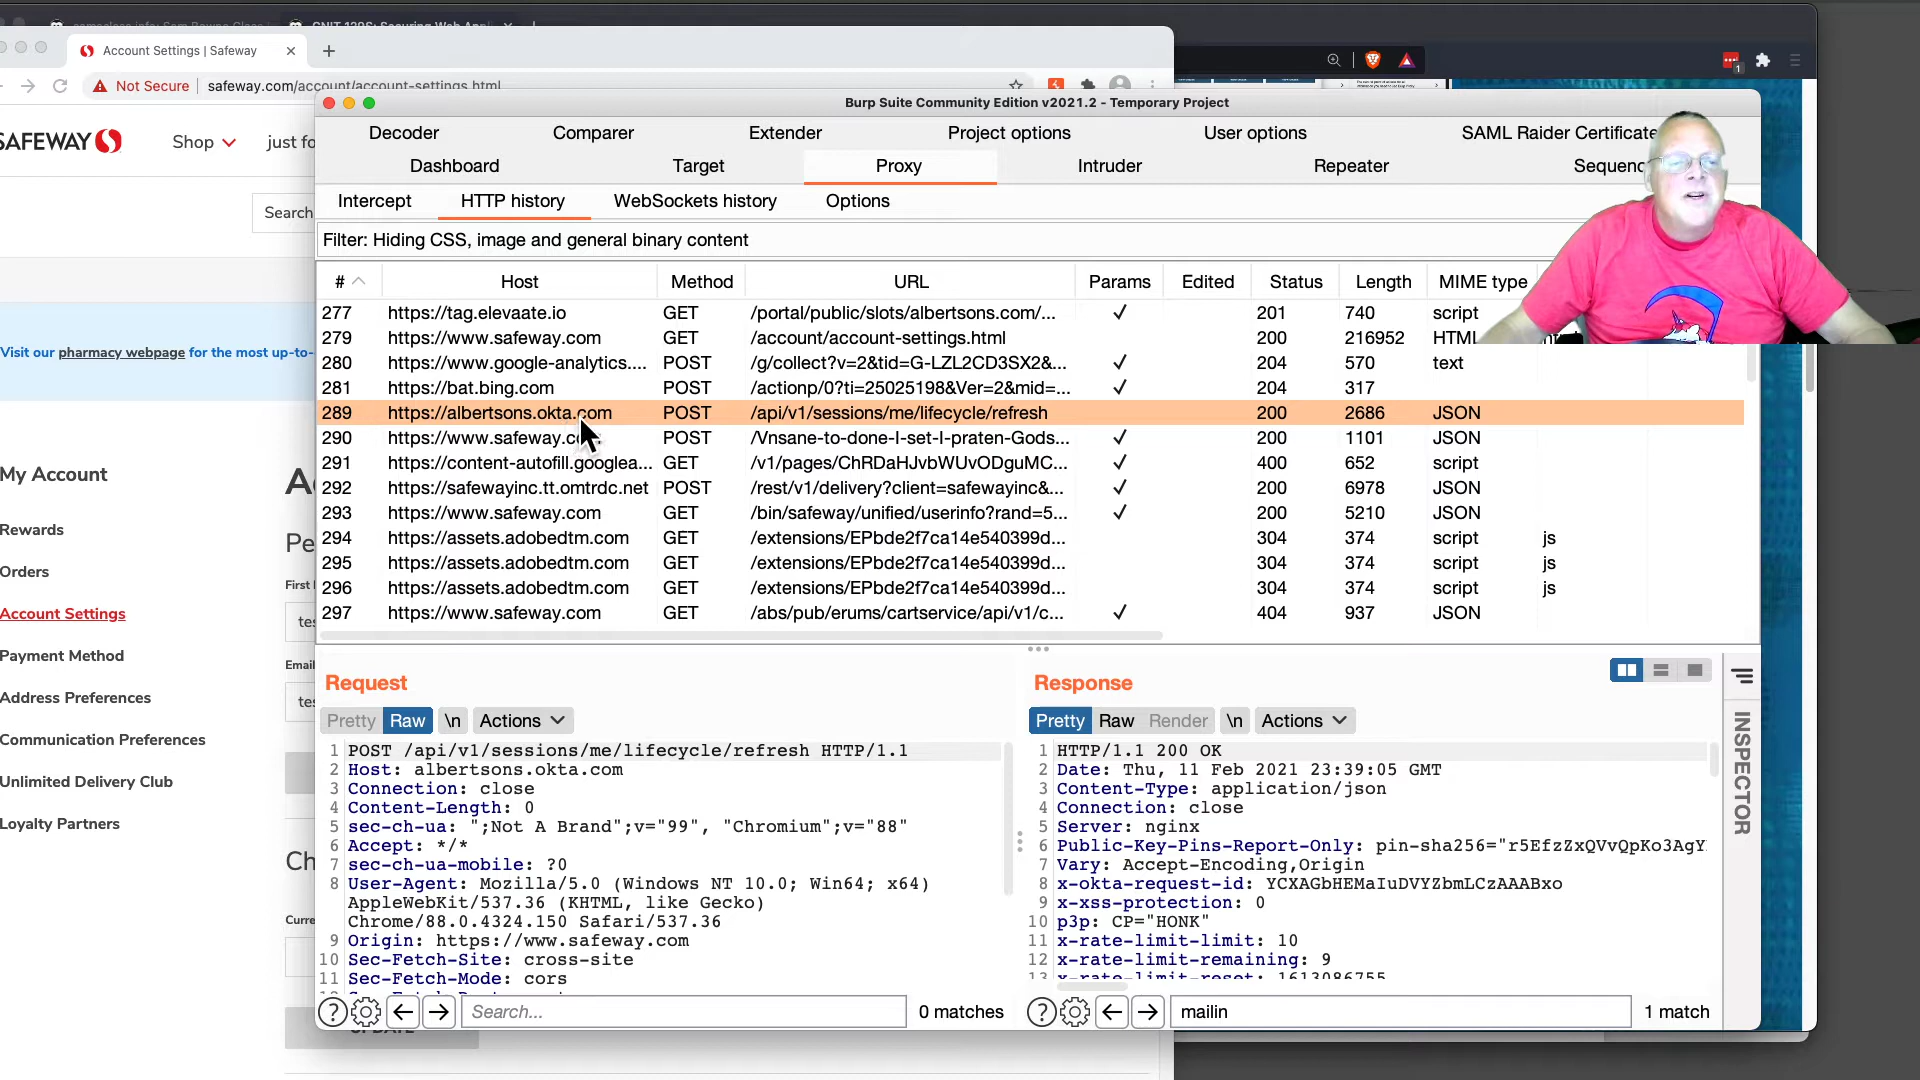 Account Settings | Safeway
Not Secure
safeway.com/account/account-settings.html
SAFEWAY
Shop
just fo
Search
Visit our pharmacy webpage for the most up-to-
My Account
Rewards
Orders
Account Settings
Payment Method
Address Preferences
Communication Preferences
Unlimited Delivery Club
Loyalty Partners
A
Pe
First
tes
Email
tes
Ch
Curre
UPDATE
1
Burp Suite Community Edition v2021.2 - Temporary Project
Decoder Comparer Extender Project options User options SAML Raider Certificate
Dashboard Target Proxy Intruder Repeater Sequenc
Intercept HTTP history WebSockets history Options
Filter: Hiding CSS, image and general binary content
# Host Method URL Params Edited Status Length MIME type
277 https://tag.elevaate.io GET /portal/public/slots/albertsons.com/... ✓ 201 740 script
279 https://www.safeway.com GET /account/account-settings.html 200 216952 HTML
280 https://www.google-analytics.... POST /g/collect?v=2&tid=G-LZL2CD3SX2&... ✓ 204 570 text
281 https://bat.bing.com POST /actionp/0?ti=25025198&Ver=2&mid=... ✓ 204 317
289 https://albertsons.okta.com POST /api/v1/sessions/me/lifecycle/refresh 200 2686 JSON
290 https://www.safeway.c POST /Vnsane-to-done-I-set-I-praten-Gods... ✓ 200 1101 JSON
291 https://content-autofill.googlea... GET /v1/pages/ChRDaHJvbWUvODguMC... ✓ 400 652 script
292 https://safewayinc.tt.omtrdc.net POST /rest/v1/delivery?client=safewayinc&... ✓ 200 6978 JSON
293 https://www.safeway.com GET /bin/safeway/unified/userinfo?rand=5... ✓ 200 5210 JSON
294 https://assets.adobedtm.com GET /extensions/EPbde2f7ca14e540399d... 304 374 script js
295 https://assets.adobedtm.com GET /extensions/EPbde2f7ca14e540399d... 304 374 script js
296 https://assets.adobedtm.com GET /extensions/EPbde2f7ca14e540399d... 304 374 script js
297 https://www.safeway.com GET /abs/pub/erums/cartservice/api/v1/c... ✓ 404 937 JSON
Request
Pretty Raw \n Actions
1 POST /api/v1/sessions/me/lifecycle/refresh HTTP/1.1
2 Host: albertsons.okta.com
3 Connection: close
4 Content-Length: 0
5 sec-ch-ua: ";Not A Brand";v="99", "Chromium";v="88"
6 Accept: */*
7 sec-ch-ua-mobile: ?0
8 User-Agent: Mozilla/5.0 (Windows NT 10.0; Win64; x64)
AppleWebKit/537.36 (KHTML, like Gecko)
Chrome/88.0.4324.150 Safari/537.36
9 Origin: https://www.safeway.com
10 Sec-Fetch-Site: cross-site
11 Sec-Fetch-Mode: cors
Search...
0 matches
Response
Pretty Raw Render \n Actions
1 HTTP/1.1 200 OK
2 Date: Thu, 11 Feb 2021 23:39:05 GMT
3 Content-Type: application/json
4 Connection: close
5 Server: nginx
6 Public-Key-Pins-Report-Only: pin-sha256="r5EfzZxQVvQpKo3AgY
7 Vary: Accept-Encoding,Origin
8 x-okta-request-id: YCXAGbHEMaIuDVYZbmLCzAAABxo
9 x-xss-protection: 0
10 p3p: CP="HONK"
11 x-rate-limit-limit: 10
12 x-rate-limit-remaining: 9
13 x-rate-limit-reset: 1613086755
mailin
1 match
INSPECTOR